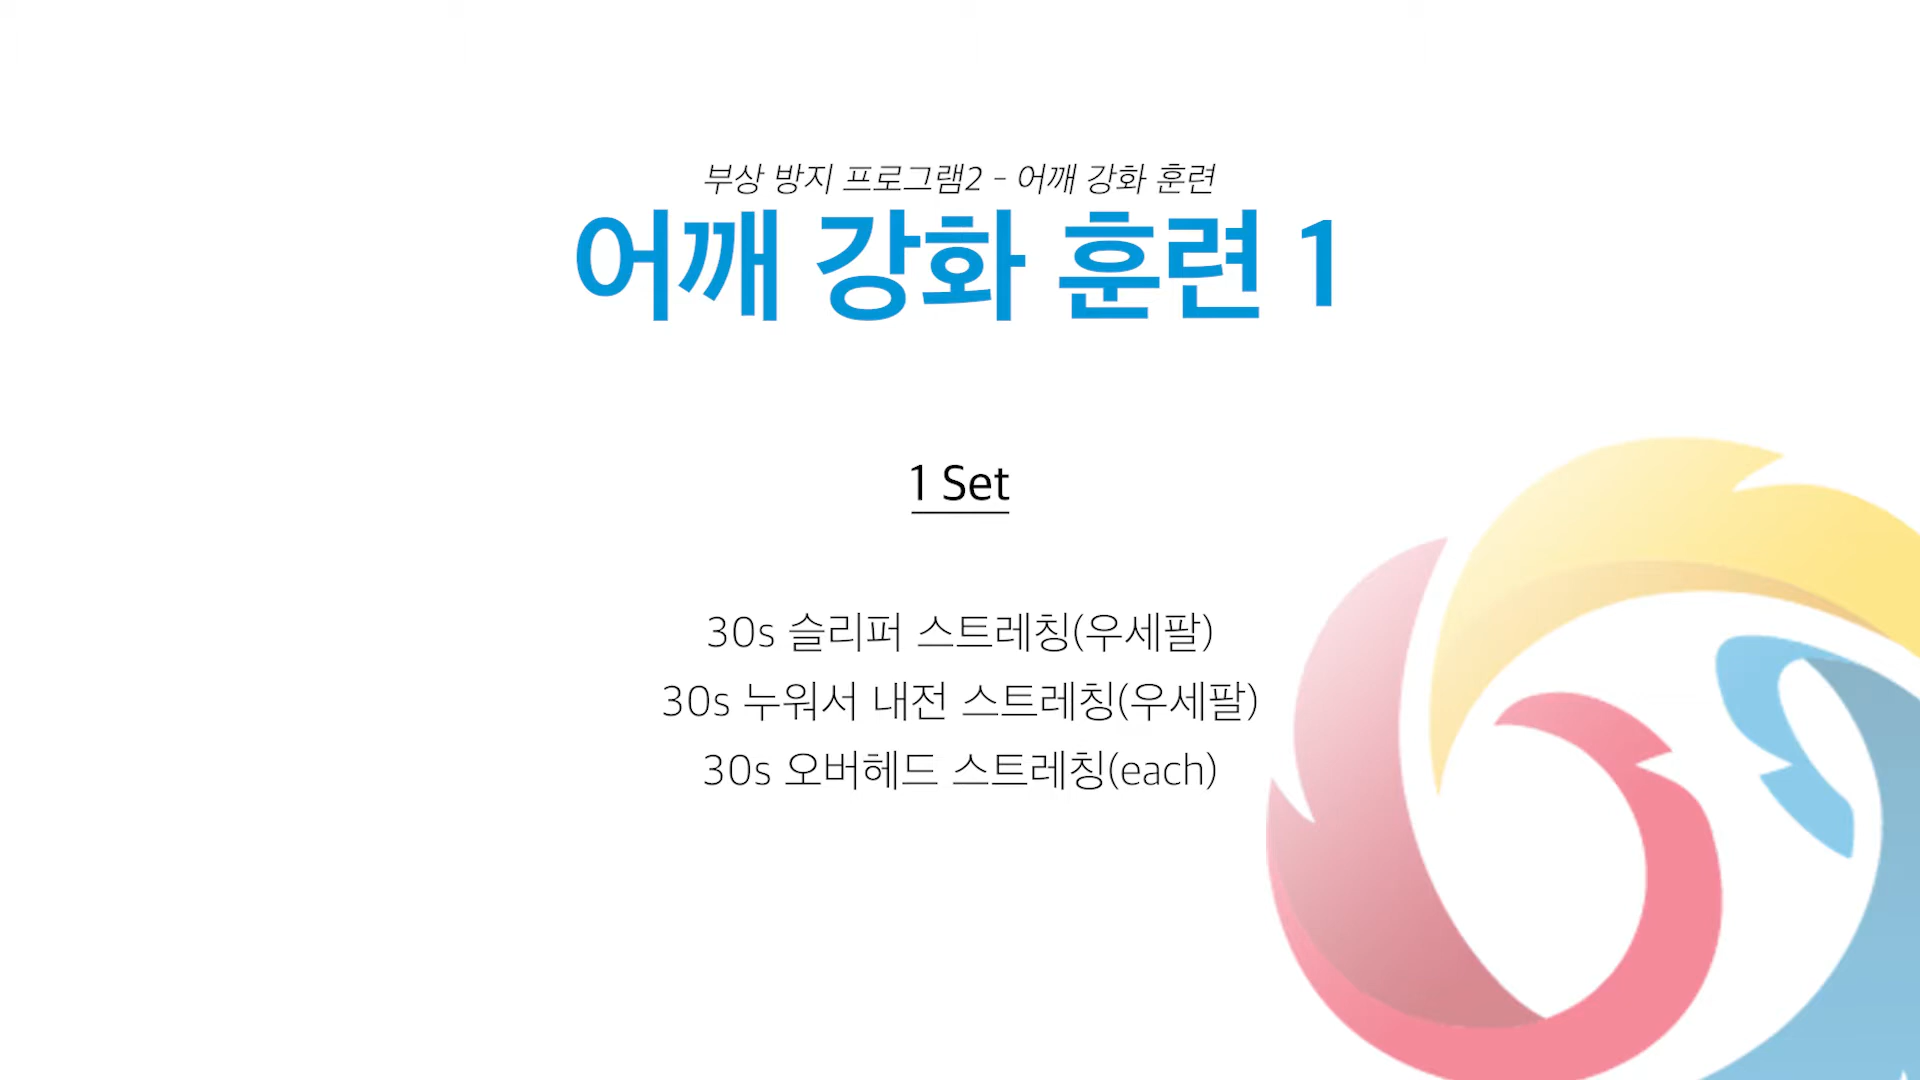 부상 방지 프로그램2 - 어깨 강화 훈련
어깨 강화 훈련 1
1 Set
30s 슬리퍼 스트레칭(우세팔)
30s 누워서 내전 스트레칭(우세팔)
30s 오버헤드 스트레칭(each)